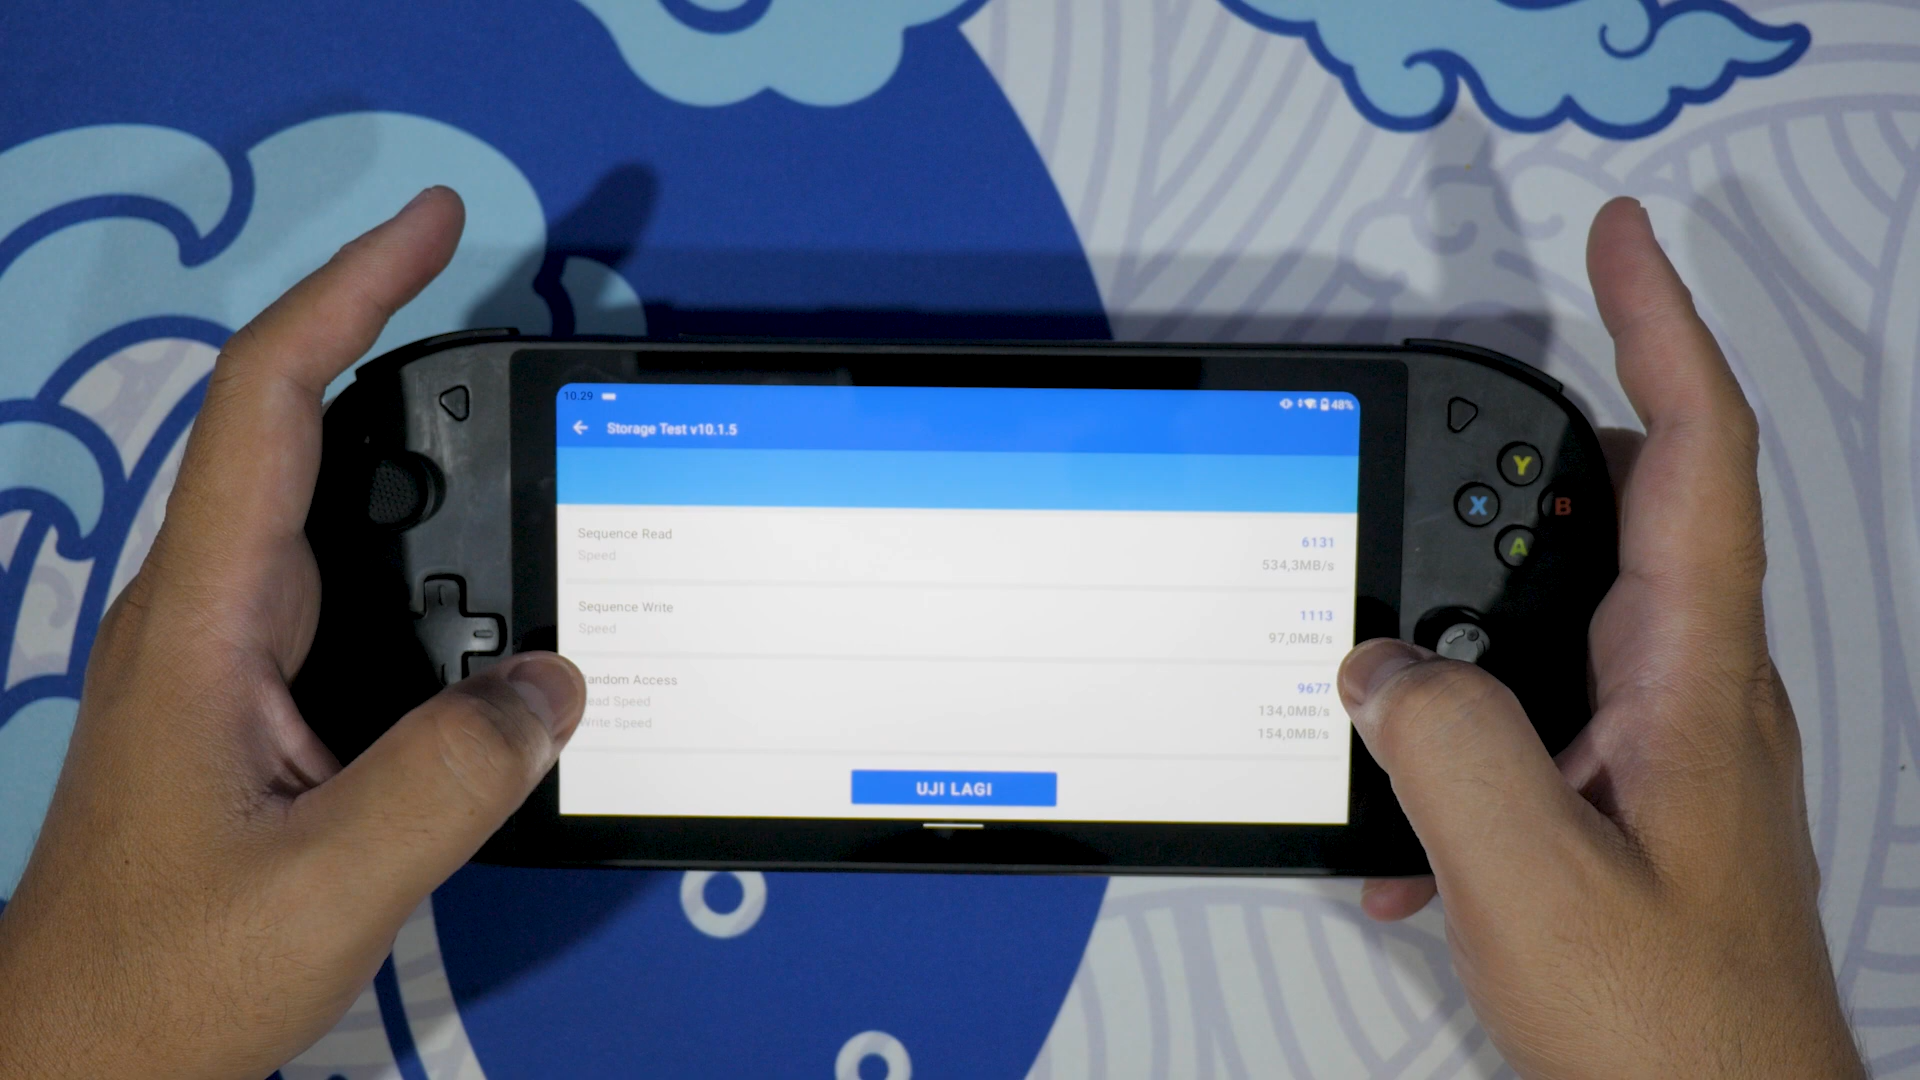 10.29 48%
Storage Test v10.1.5
Sequence Read 6131
Speed 534,3MB/s
Sequence Write 1113
Speed 97,0MB/s
andom Access 9677
ead Speed 134,0MB/s
Write Speed 154,0MB/s
UJI LAGI
Y
X B
A